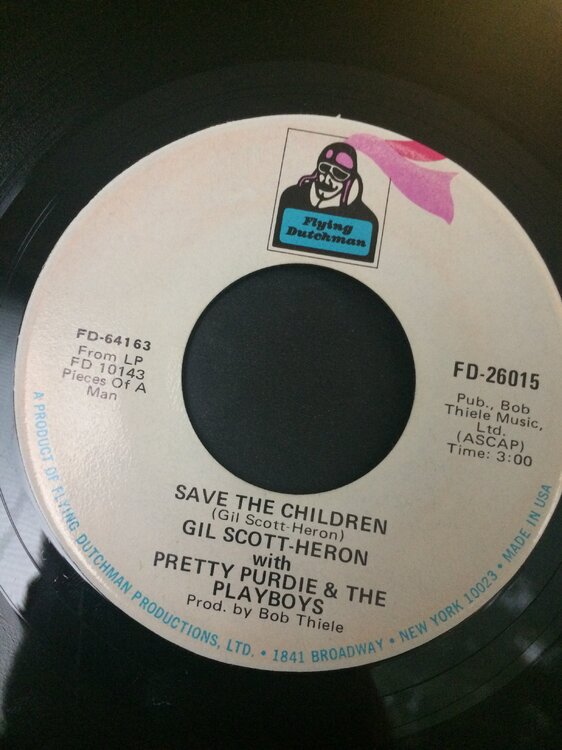 Flying
Dutchman
FD-64163
From LP
FD 10143
Pieces Of A
Man
FD-26015
Pub., Bob
Thiele Music,
Ltd.
(ASCAP)
Time: 3:00
SAVE THE CHILDREN
(Gil Scott-Heron)
GIL SCOTT-HERON
with
PRETTY PURDIE & THE
PLAYBOYS
Prod. by Bob Thiele
A PRODUCT OF FLYING DUTCHMAN PRODUCTIONS, LTD. • 1841 BROADWAY • NEW YORK 10023 • MADE IN USA